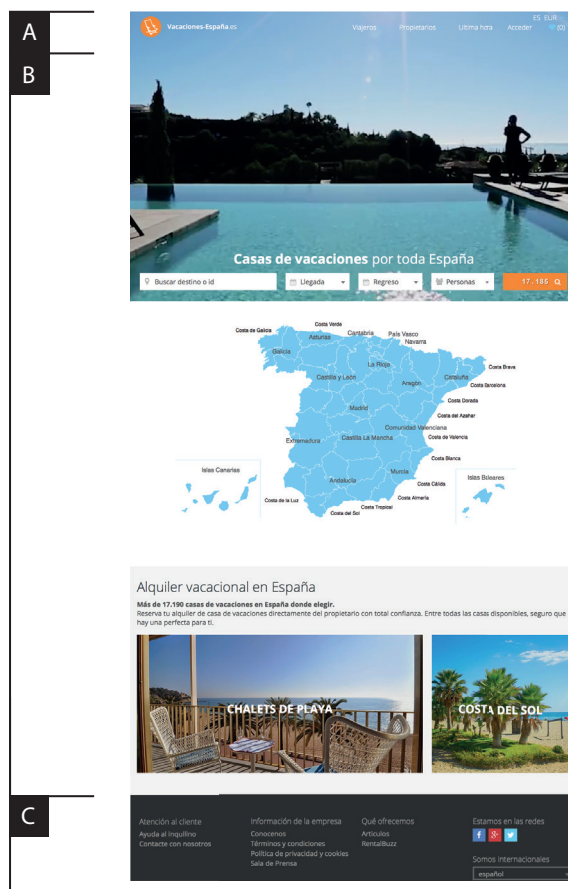 A
B
C
Vacaciones-España.es
Viajeros
Propietarios
Ultima hora
Acceder
ES EUR
(0)
Casas de vacaciones por toda España
Buscar destino o id
Llegada
Regreso
Personas
17.185
Costa de Galicia
Costa Verde
Asturias
Cantabria
País Vasco
Navarra
Galicia
La Rioja
Costa Brava
Castilla y León
Aragón
Cataluña
Costa Barcelona
Costa Dorada
Madrid
Costa del Azahar
Comunidad Valenciana
Extremadura
Castilla La Mancha
Costa de Valencia
Costa Blanca
Islas Canarias
Murcia
Islas Baleares
Andalucía
Costa Cálida
Costa de la Luz
Costa Almería
Costa Tropical
Costa del Sol
Alquiler vacacional en España
Más de 17.190 casas de vacaciones en España donde elegir.
Reserva tu alquiler de casa de vacaciones directamente del propietario con total confianza. Entre todas las casas disponibles, seguro que
hay una perfecta para ti.
CHALETS DE PLAYA
COSTA DEL SOL
Atención al cliente
Ayuda al Inquilino
Contacte con nosotros
Información de la empresa
Conocenos
Términos y condiciones
Política de privacidad y cookies
Sala de Prensa
Qué ofrecemos
Articulos
RentalBuzz
Estamos en las redes
Somos internacionales
español